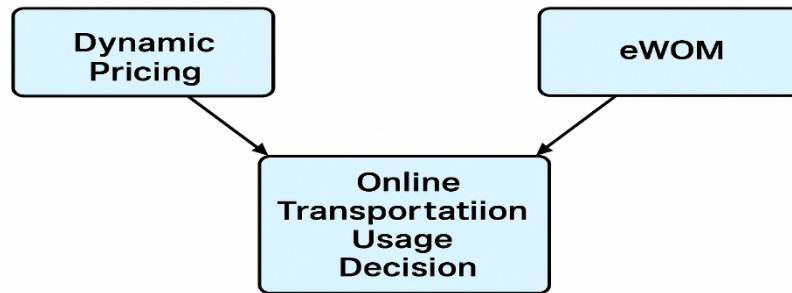 Dynamic
Pricing
eWOM
Online
Transportatiion
Usage
Decision